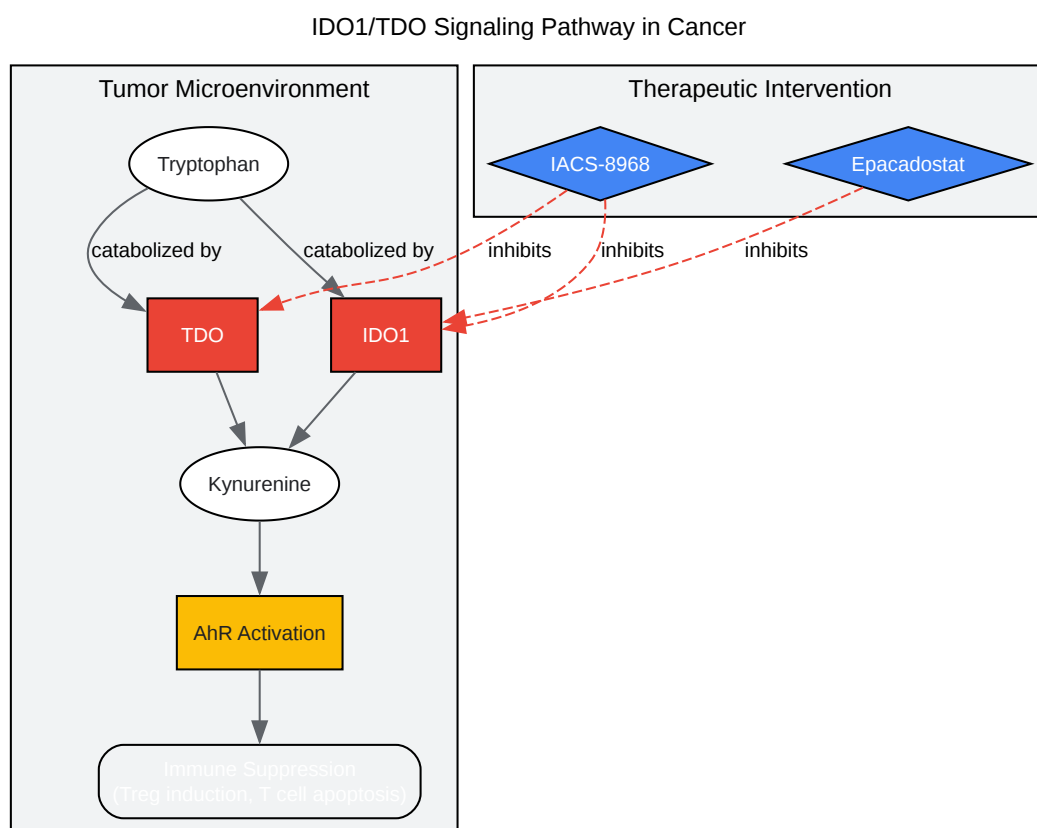 IDO1/TDO Signaling Pathway in Cancer
Tumor Microenvironment
Therapeutic Intervention
Tryptophan
IACS-8968
Epacadostat
catabolized by
catabolized by
inhibits
inhibits
inhibits
TDO
IDO1
Kynurenine
AhR Activation
Immune Suppression
(Treg induction, T cell apoptosis)